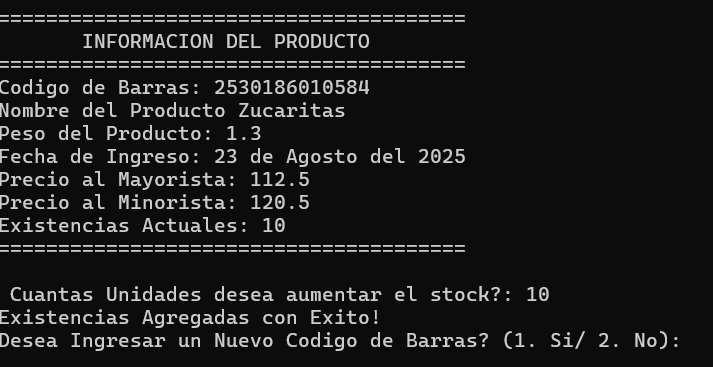 =======================================
INFORMACION DEL PRODUCTO
=======================================
Codigo de Barras: 2530186010584
Nombre del Producto Zucaritas
Peso del Producto: 1.3
Fecha de Ingreso: 23 de Agosto del 2025
Precio al Mayorista: 112.5
Precio al Minorista: 120.5
Existencias Actuales: 10
=======================================
Cuantas Unidades desea aumentar el stock?: 10
Existencias Agregadas con Exito!
Desea Ingresar un Nuevo Codigo de Barras? (1. Si/ 2. No):